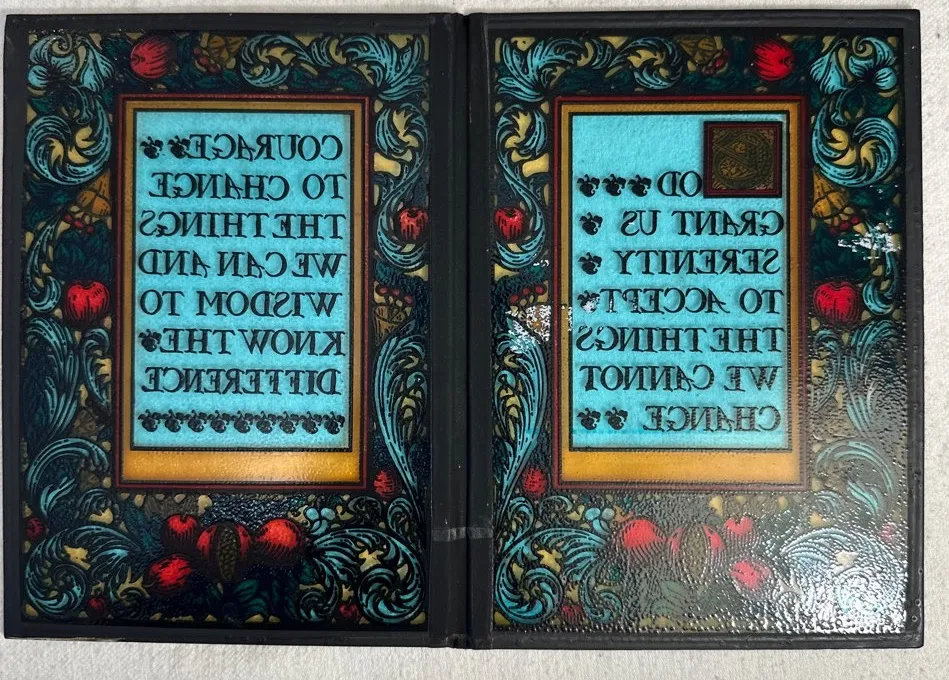 GOD
GRANT US
SERENITY
TO ACCEPT
THE THINGS
WE CANNOT
CHANGE
COURAGE
TO CHANGE
THE THINGS
WE CAN AND
WISDOM TO
KNOW THE
DIFFERENCE